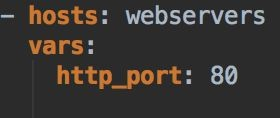 - hosts: webservers
  vars:
    http_port: 80